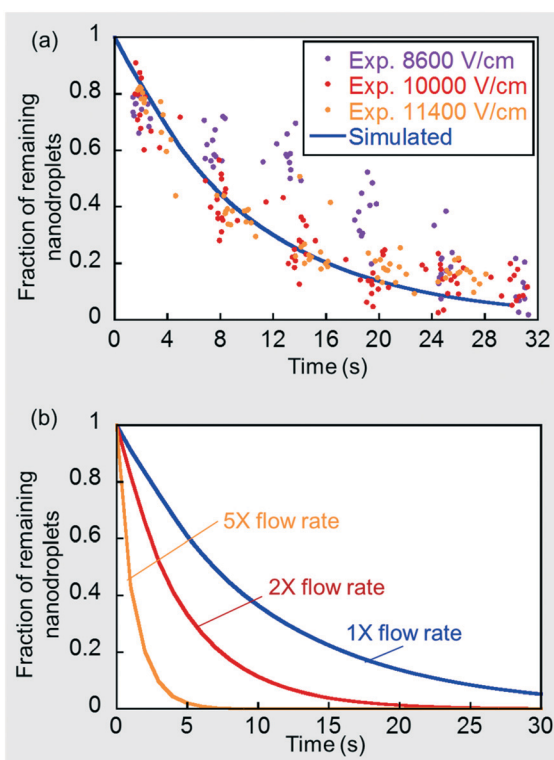 (a)
1
0.8
0.6
0.4
0.2
0
Fraction of remaining
nanodroplets
Exp. 8600 V/cm
Exp. 10000 V/cm
Exp. 11400 V/cm
Simulated
0 4 8 12 16 20 24 28 32
Time (s)
(b)
1
0.8
0.6
0.4
0.2
0
Fraction of remaining
nanodroplets
5X flow rate
2X flow rate
1X flow rate
0 5 10 15 20 25 30
Time (s)